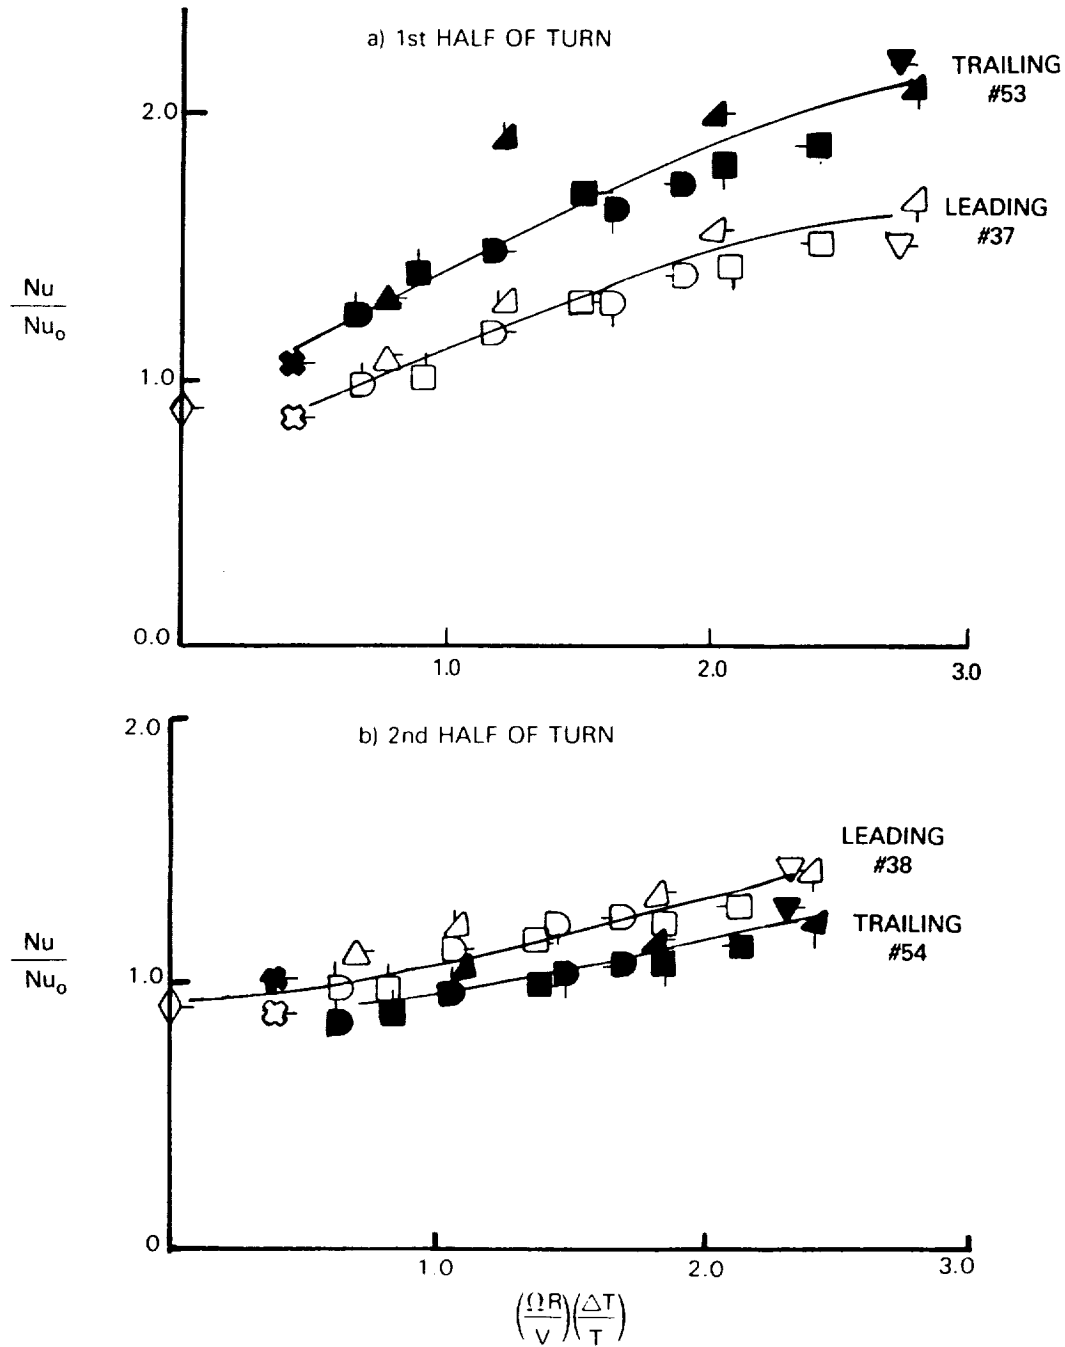 a) 1st HALF OF TURN
TRAILING
#53
2.0
LEADING
#37
Nu
Nuo
1.0
0.0
1.0 2.0 3.0
b) 2nd HALF OF TURN
2.0
LEADING
#38
TRAILING
#54
Nu
Nuo
1.0
0
1.0 2.0 3.0
(ΩR/V)(ΔT/T)